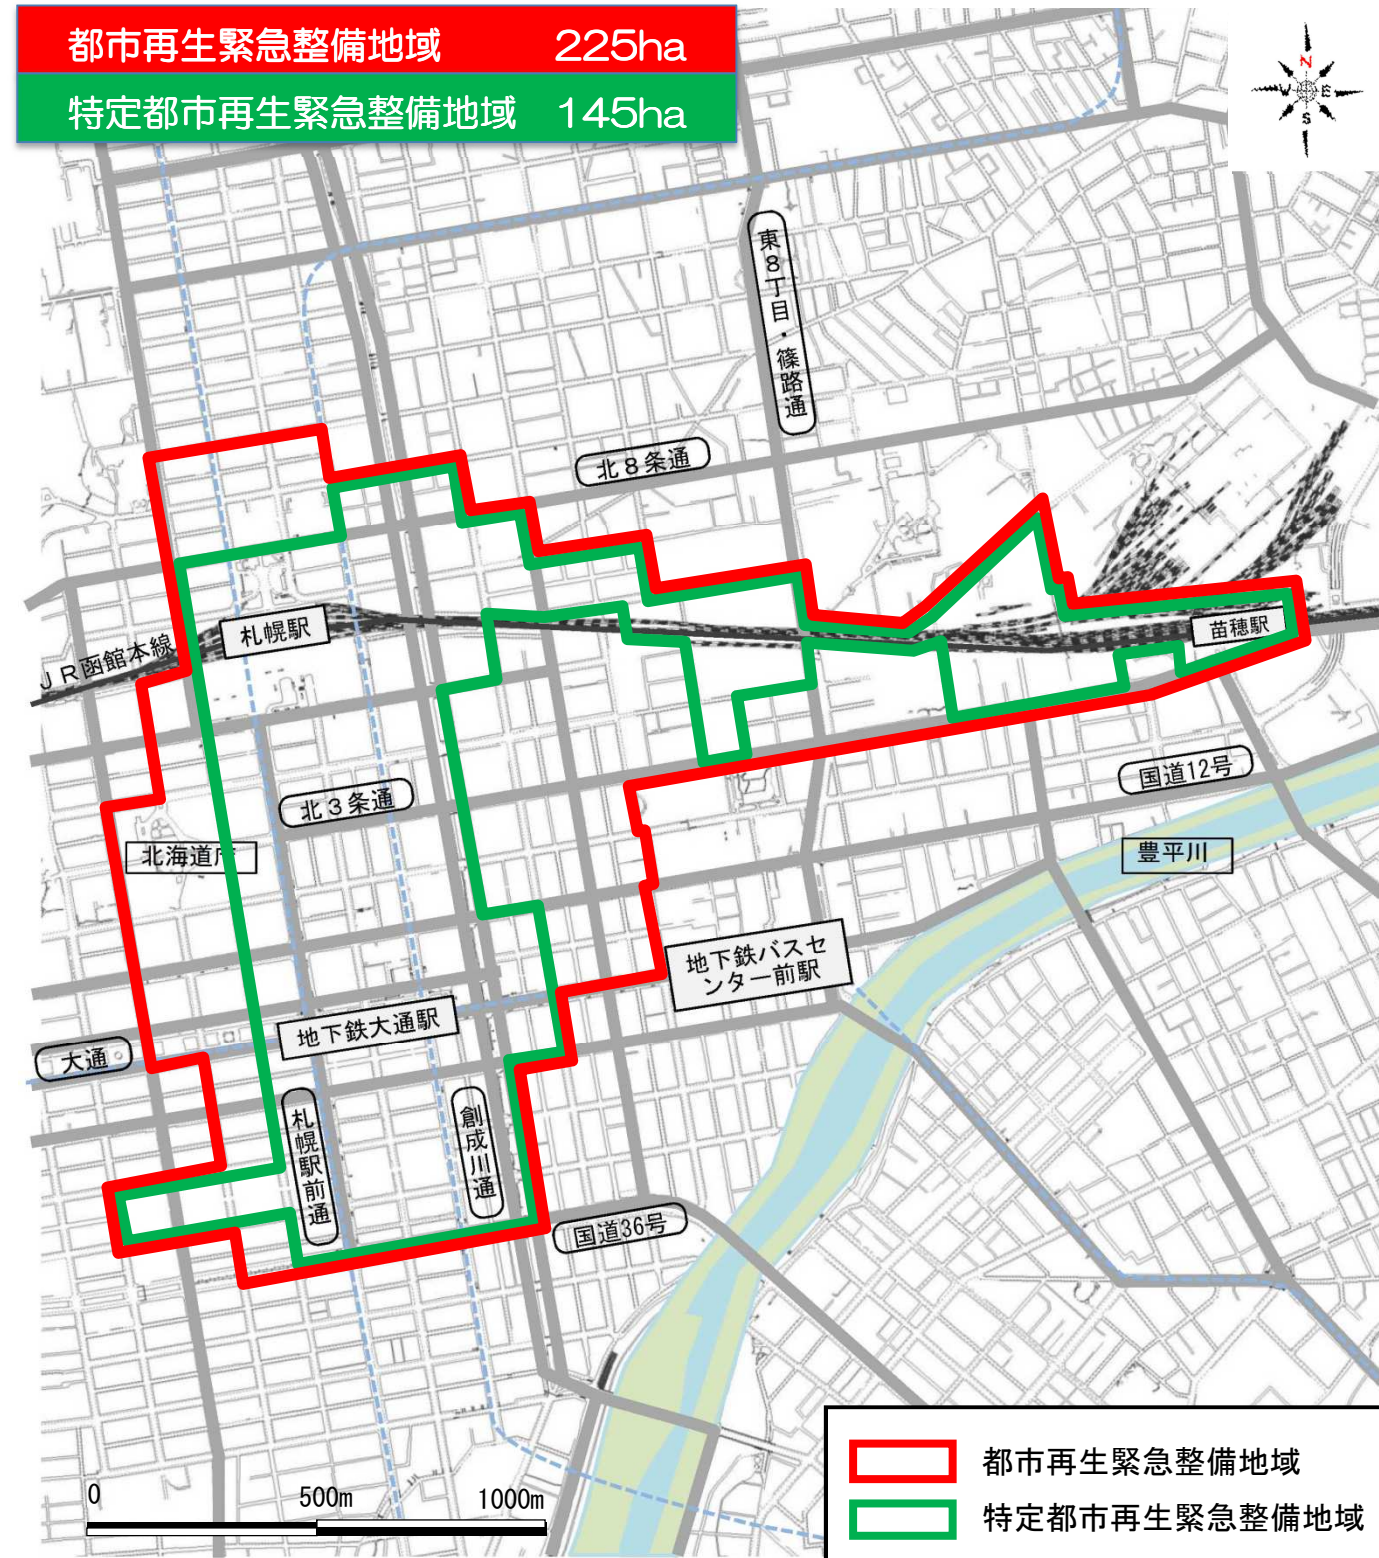 都市再生緊急整備地域 225ha
特定都市再生緊急整備地域 145ha
N
W E
S
東8丁目・篠路通
北8条通
札幌駅
JR函館本線
苗穂駅
国道12号
北3条通
北海道庁
豊平川
地下鉄バスセ
ンター前駅
地下鉄大通駅
大通
札幌駅前通
創成川通
国道36号
0 500m 1000m
都市再生緊急整備地域
特定都市再生緊急整備地域